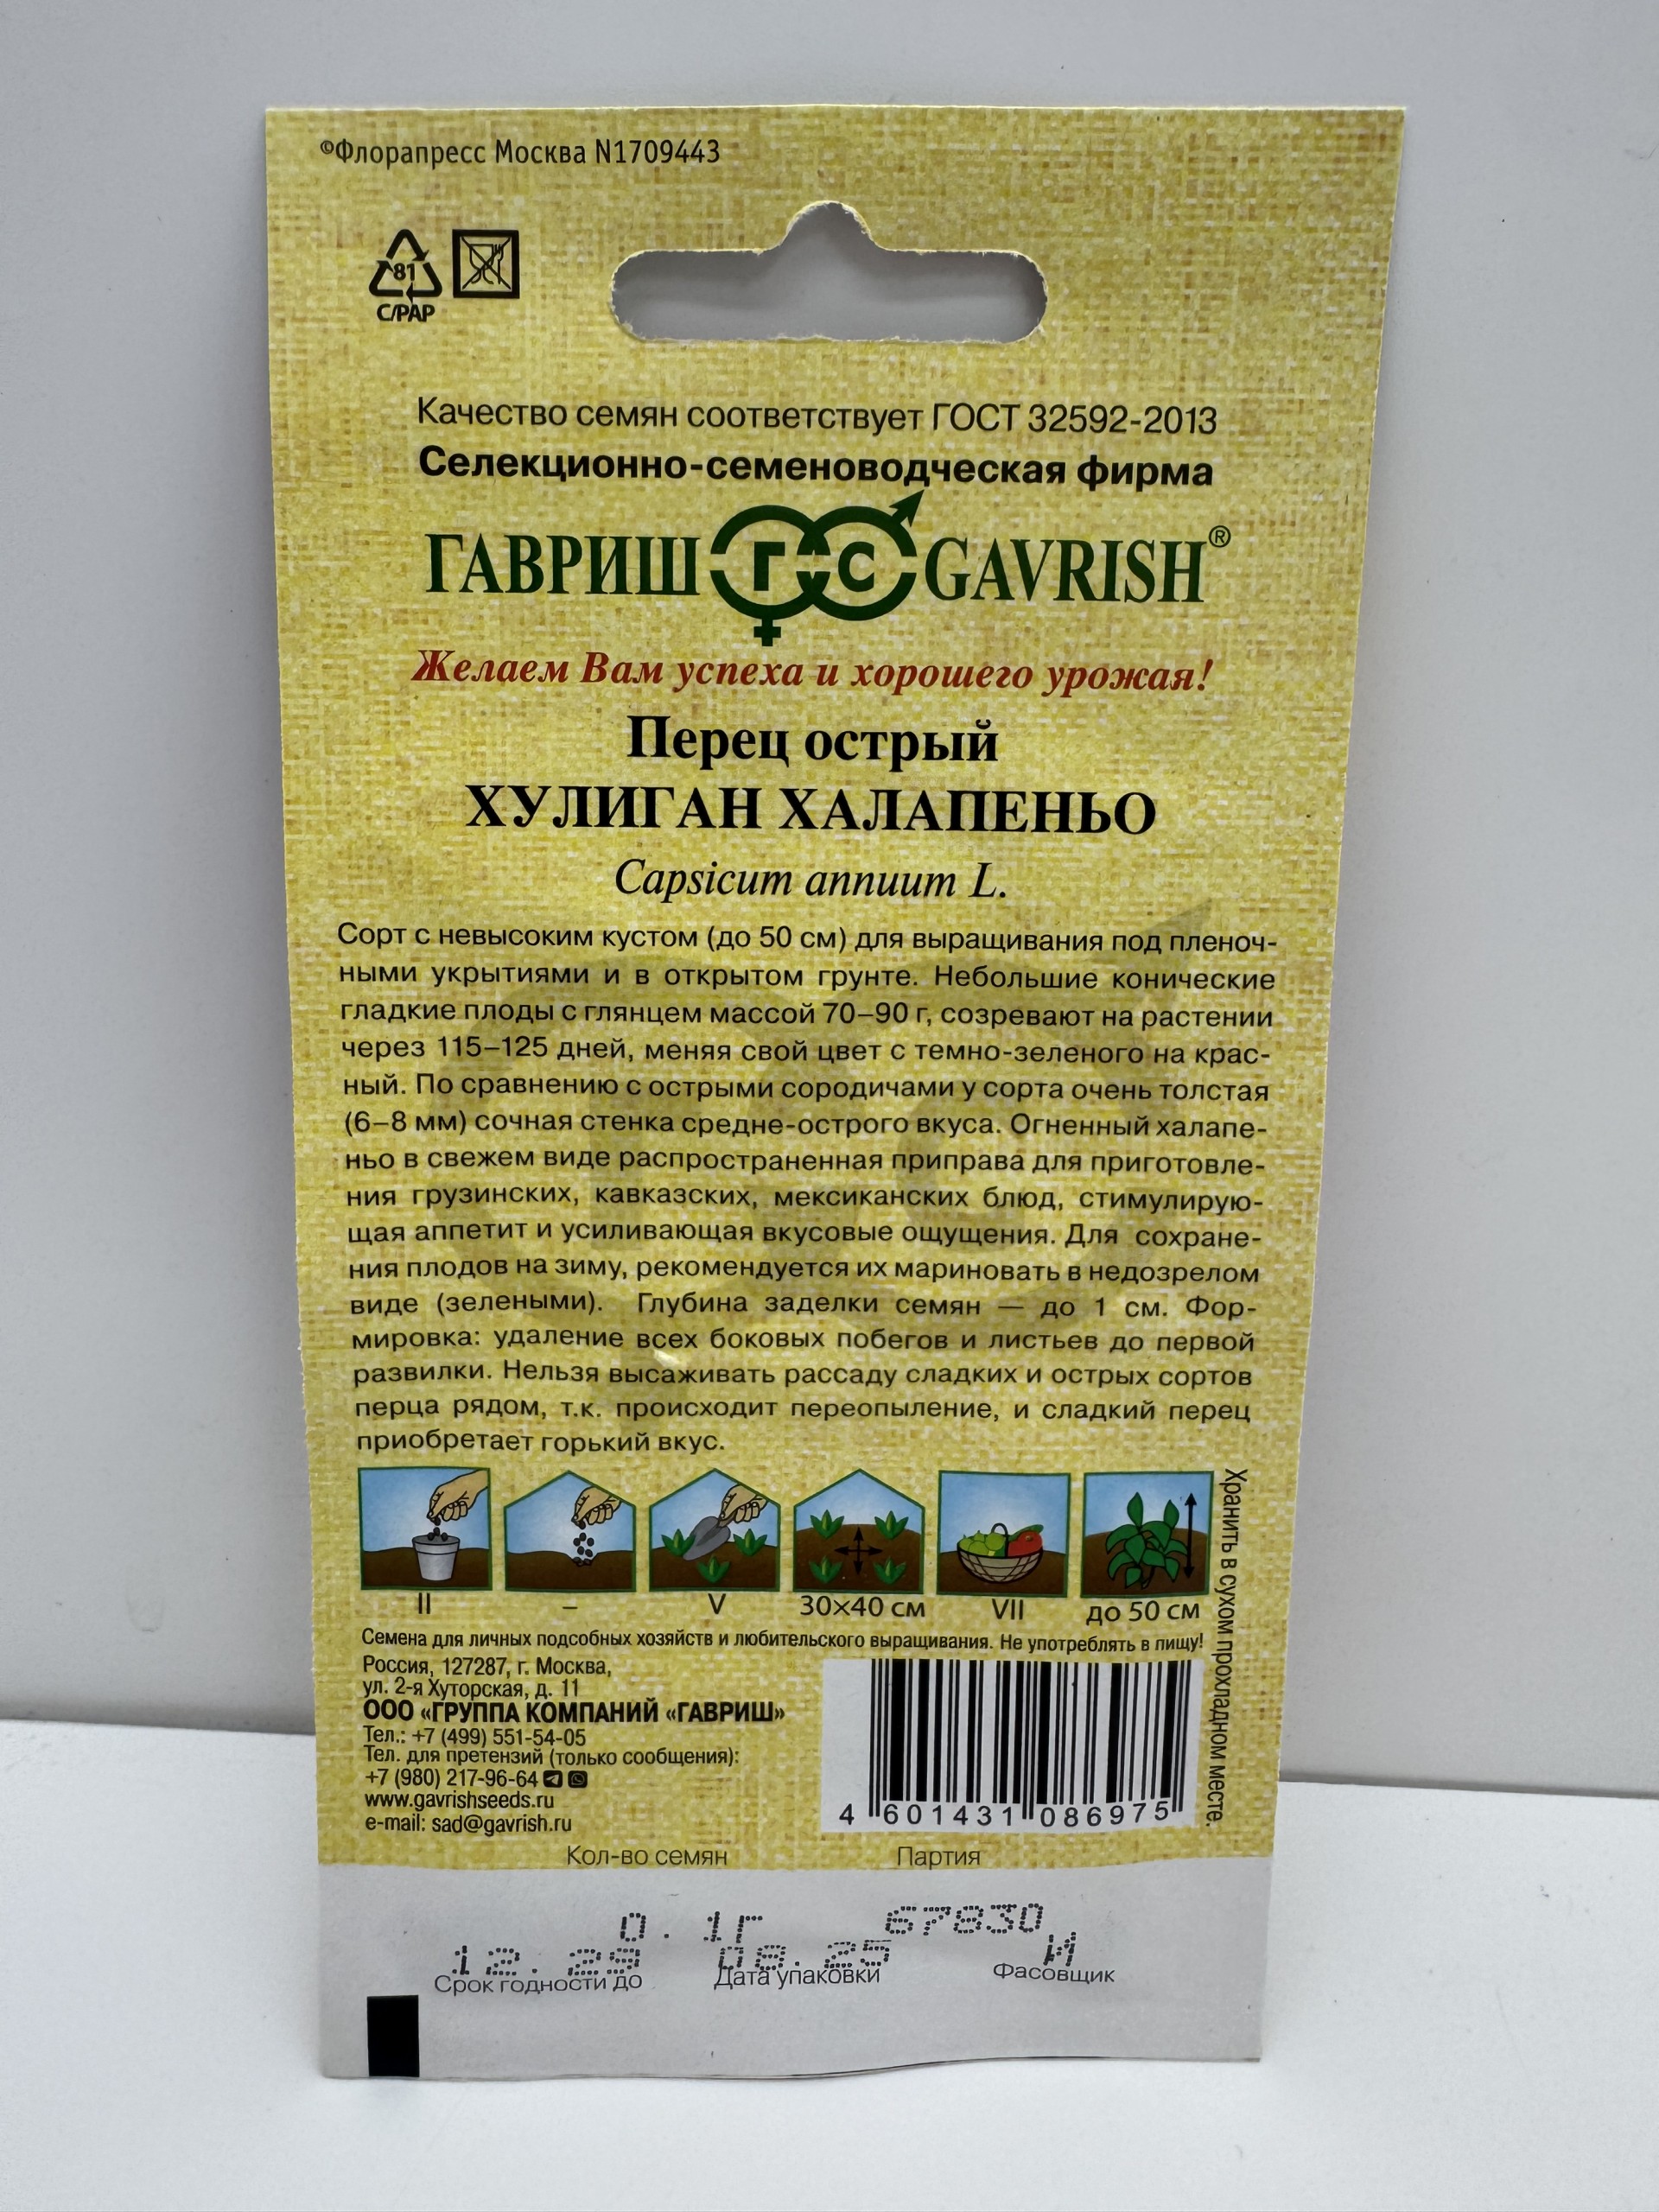 ©Флорапресс Москва N1709443
81
C/PAP
Качество семян соответствует ГОСТ 32592-2013
Селекционно-семеноводческая фирма
ГАВРИШ ГС GAVRISH®
Желаем Вам успеха и хорошего урожая!
Перец острый
ХУЛИГАН ХАЛАПЕНЬО
Capsicum annuum L.
Сорт с невысоким кустом (до 50 см) для выращивания под пленоч-
ными укрытиями и в открытом грунте. Небольшие конические
гладкие плоды с глянцем массой 70–90 г, созревают на растении
через 115–125 дней, меняя свой цвет с темно-зеленого на крас-
ный. По сравнению с острыми сородичами у сорта очень толстая
(6–8 мм) сочная стенка средне-острого вкуса. Огненный халапе-
ньо в свежем виде распространенная приправа для приготовле-
ния грузинских, кавказских, мексиканских блюд, стимулирую-
щая аппетит и усиливающая вкусовые ощущения. Для сохране-
ния плодов на зиму, рекомендуется их мариновать в недозрелом
виде (зелеными). Глубина заделки семян — до 1 см. Фор-
мировка: удаление всех боковых побегов и листьев до первой
развилки. Нельзя высаживать рассаду сладких и острых сортов
перца рядом, т.к. происходит переопыление, и сладкий перец
приобретает горький вкус.
II – V 30×40 см VII до 50 см
Хранить в сухом прохладном месте.
Семена для личных подсобных хозяйств и любительского выращивания. Не употреблять в пищу!
Россия, 127287, г. Москва,
ул. 2-я Хуторская, д. 11
ООО «ГРУППА КОМПАНИЙ «ГАВРИШ»
Тел.: +7 (499) 551-54-05
Тел. для претензий (только сообщения):
+7 (980) 217-96-64
www.gavrishseeds.ru
e-mail: sad@gavrish.ru
4 601431 086975
Кол-во семян Партия
0.1г 67830
12.29 08.25 И
Срок годности до Дата упаковки Фасовщик